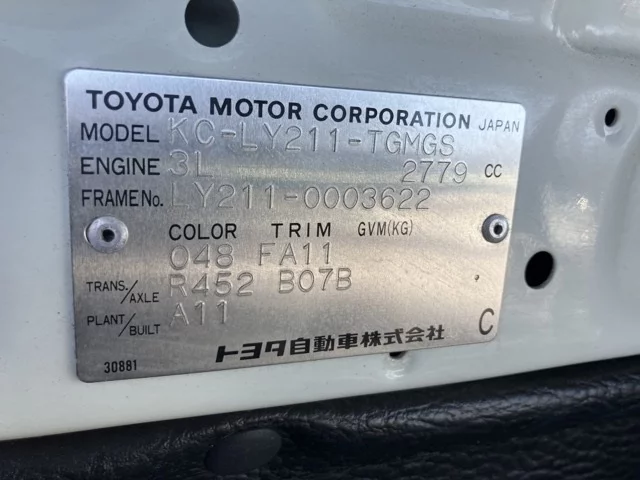 TOYOTA MOTOR CORPORATION JAPAN
MODEL KC-LY211-TGMGS
ENGINE 3L 2779 CC
FRAME No. LY211-0003622
COLOR TRIM GVM(KG)
048 FA11
TRANS./AXLE R452 B07B
PLANT/BUILT A11
トヨタ自動車株式会社 C
30881